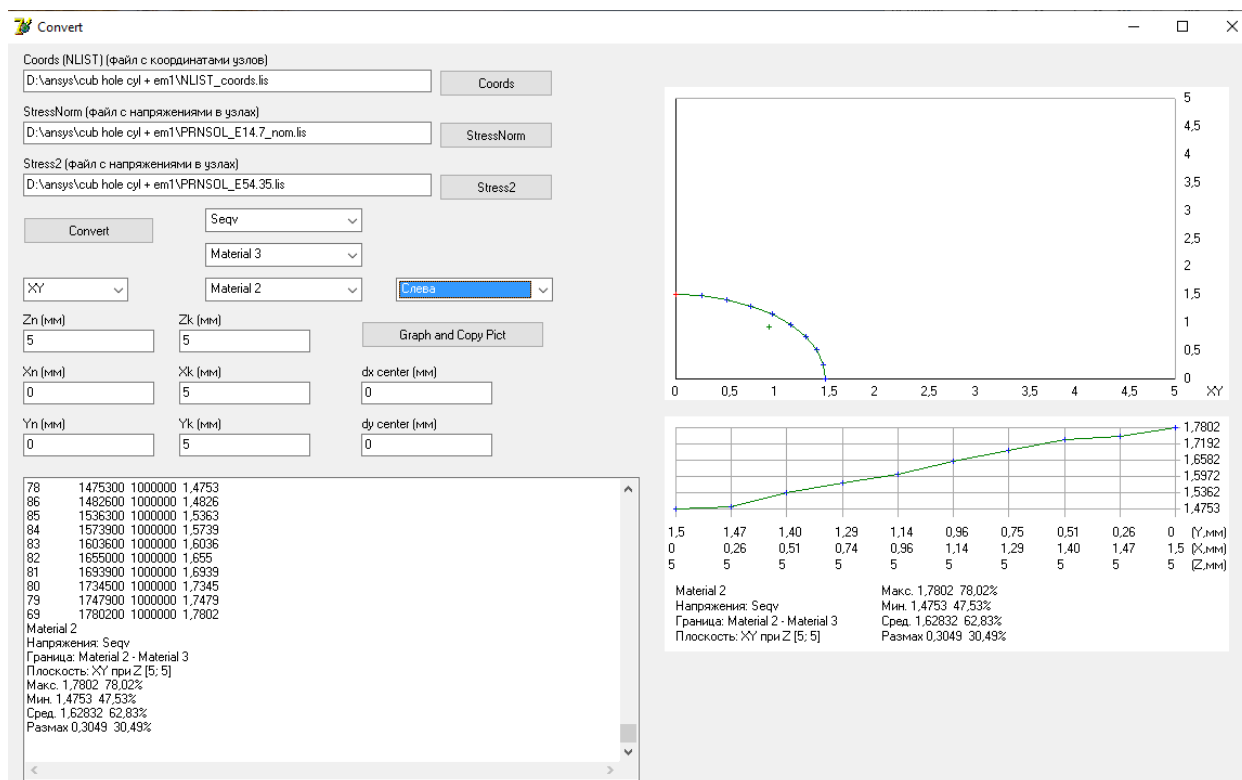 Convert
Coords (NLIST) (файл с координатами узлов)
D:\ansys\cub hole cyl + em1\NLIST_coords.lis
Coords
StressNorm (файл с напряжениями в узлах)
D:\ansys\cub hole cyl + em1\PRNSOL_E14.7_nom.lis
StressNorm
Stress2 (файл с напряжениями в узлах)
D:\ansys\cub hole cyl + em1\PRNSOL_E54.35.lis
Stress2
Convert
Seqv
Material 3
XY
Material 2
Слева
Zn (мм)
Zk (мм)
5
5
Graph and Copy Pict
Xn (мм)
Xk (мм)
dx center (мм)
0
5
0
Yn (мм)
Yk (мм)
dy center (мм)
0
5
0
78 1475300 1000000 1,4753
86 1482600 1000000 1,4826
85 1536300 1000000 1,5363
84 1573900 1000000 1,5739
83 1603600 1000000 1,6036
82 1655000 1000000 1,655
81 1693900 1000000 1,6939
80 1734500 1000000 1,7345
79 1747900 1000000 1,7479
69 1780200 1000000 1,7802
Material 2
Напряжения: Seqv
Граница: Material 2 - Material 3
Плоскость: XY при Z [5; 5]
Макс. 1,7802 78,02%
Мин. 1,4753 47,53%
Сред. 1,62832 62,83%
Размах 0,3049 30,49%
5
4,5
4
3,5
3
2,5
2
1,5
1
0,5
0
0 0,5 1 1,5 2 2,5 3 3,5 4 4,5 5 XY
1,7802
1,7192
1,6582
1,5972
1,5362
1,4753
1,5 1,47 1,40 1,29 1,14 0,96 0,75 0,51 0,26 0 (Y,мм)
0 0,26 0,51 0,74 0,96 1,14 1,29 1,40 1,47 1,5 (X,мм)
5 5 5 5 5 5 5 5 5 5 (Z,мм)
Material 2
Напряжения: Seqv
Граница: Material 2 - Material 3
Плоскость: XY при Z [5; 5]
Макс. 1,7802 78,02%
Мин. 1,4753 47,53%
Сред. 1,62832 62,83%
Размах 0,3049 30,49%